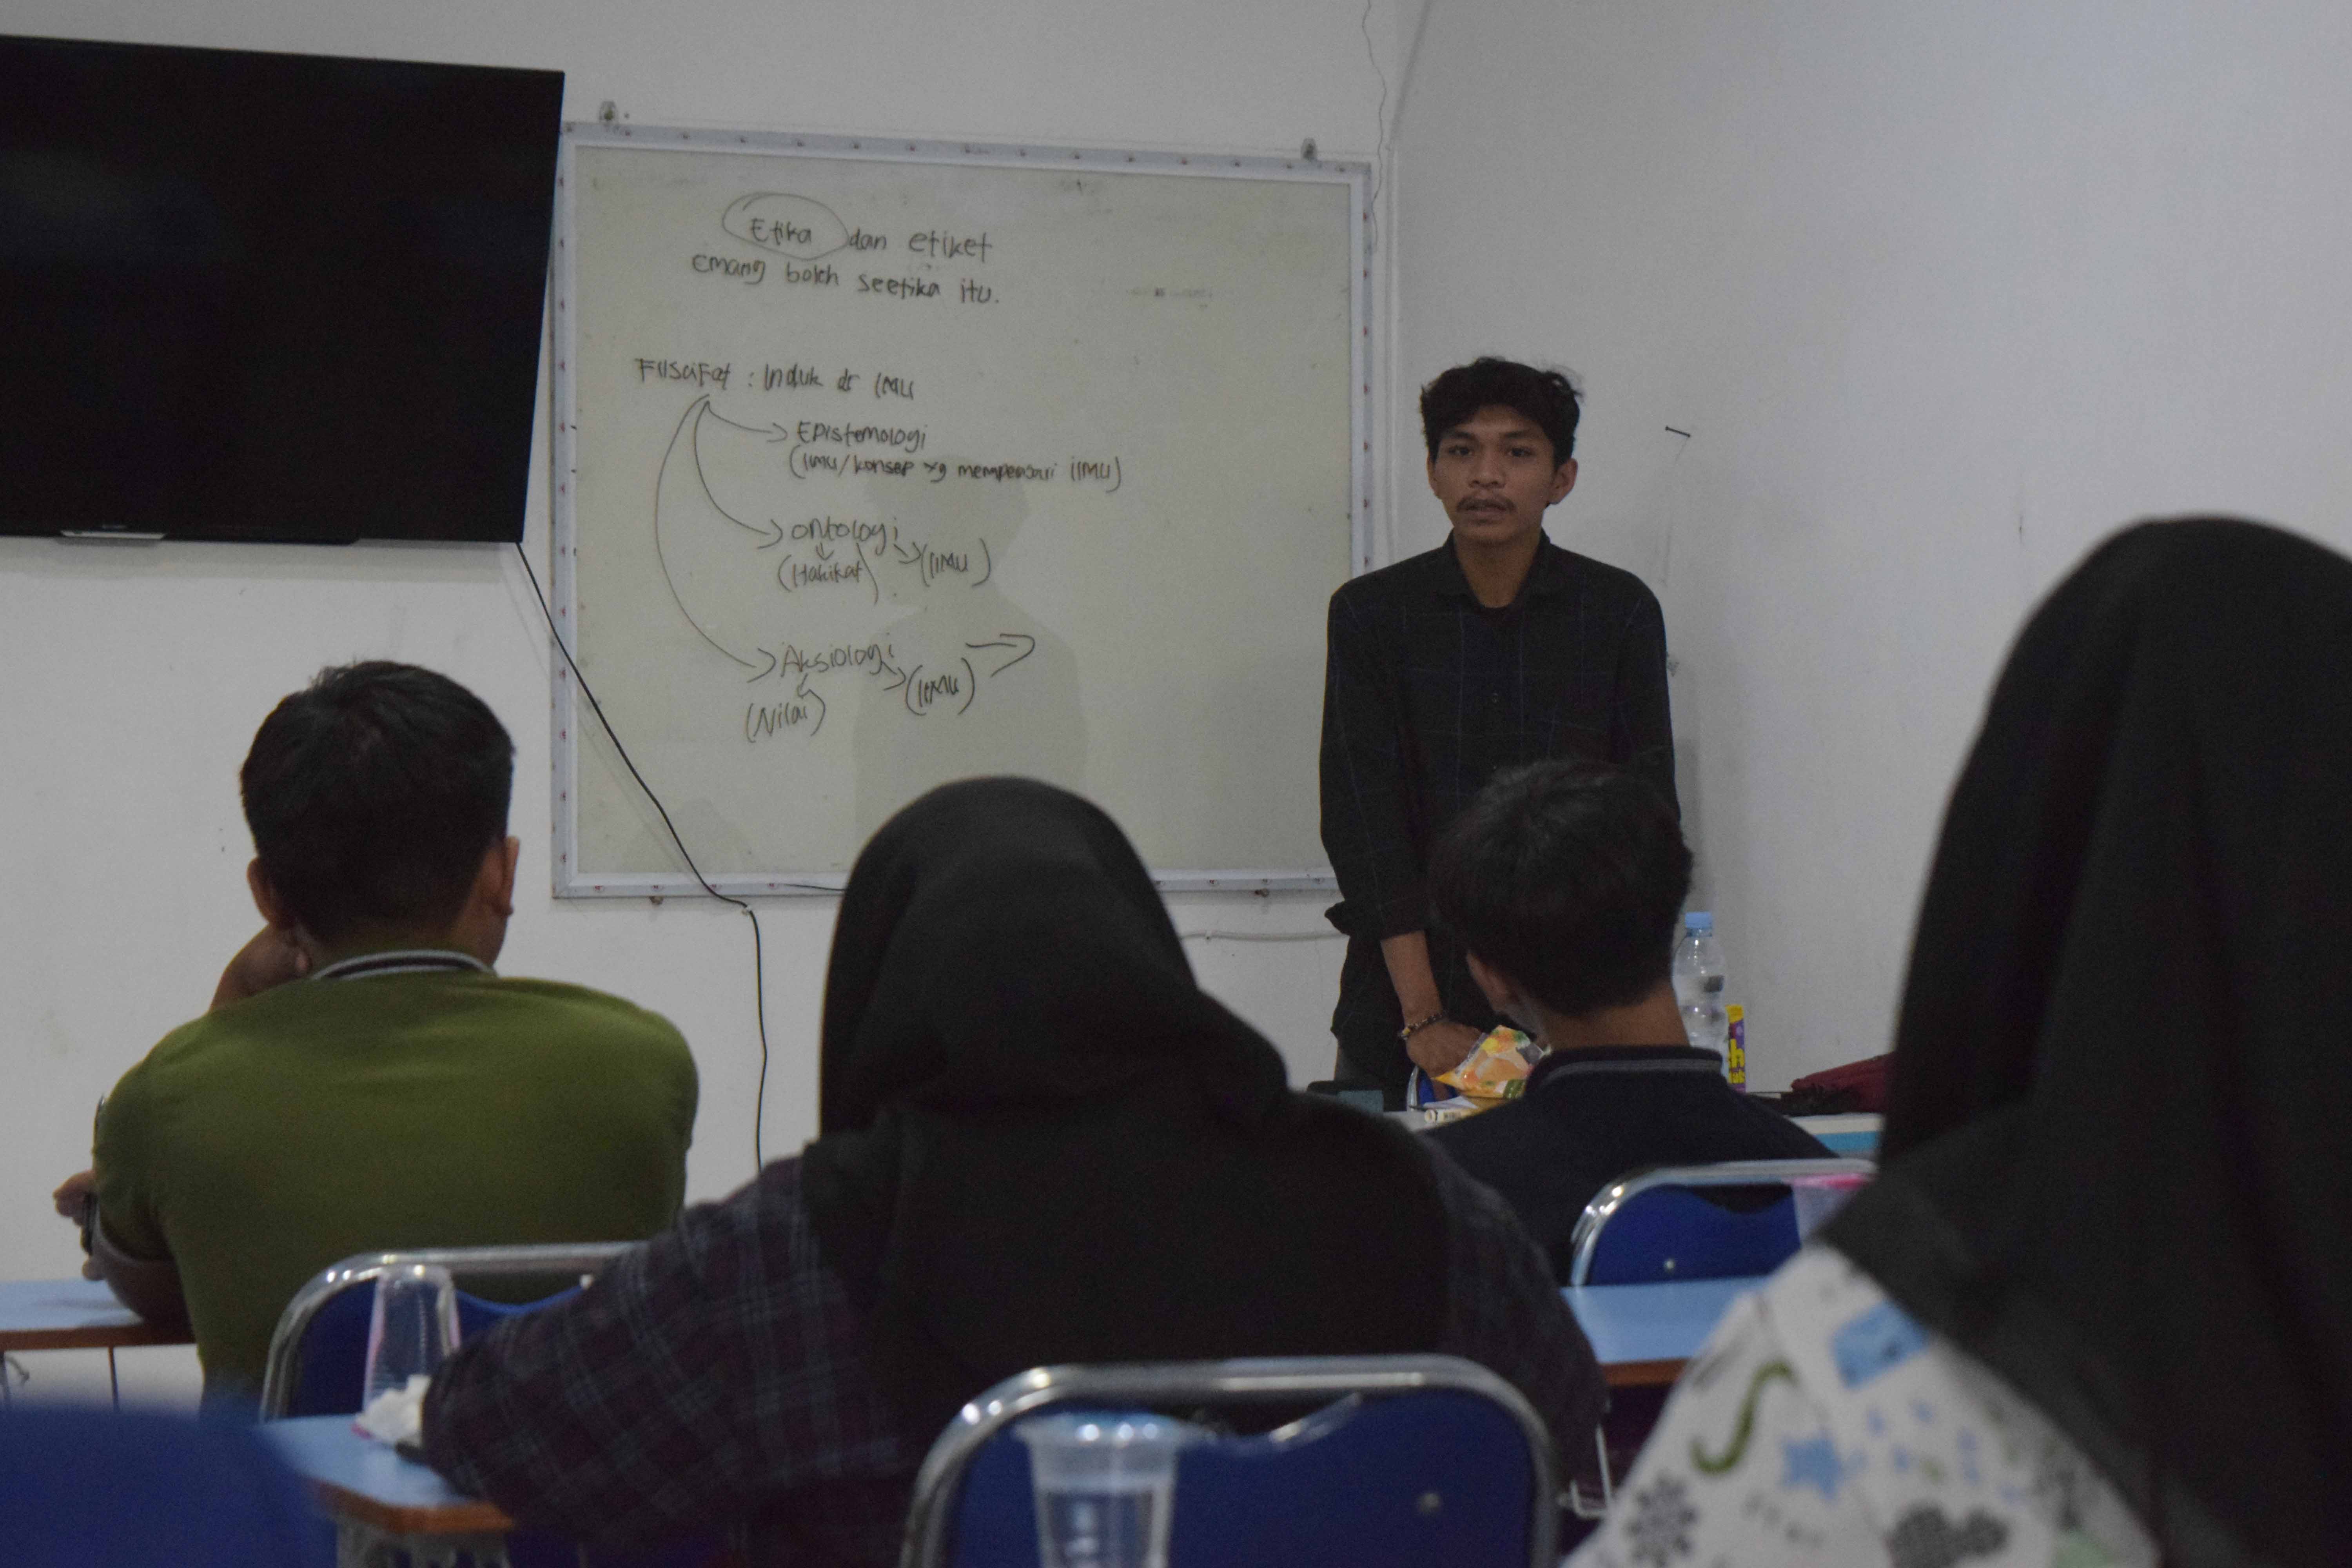 Etika dan etiket
emang boleh seetika itu.
Filsafat : Induk dr ilmu
Epistemologi
(ilmu/konsep yg mempelajari ilmu)
ontologi
(Hakikat) (ilmu)
Aksiologi
(Nilai) (ilmu)